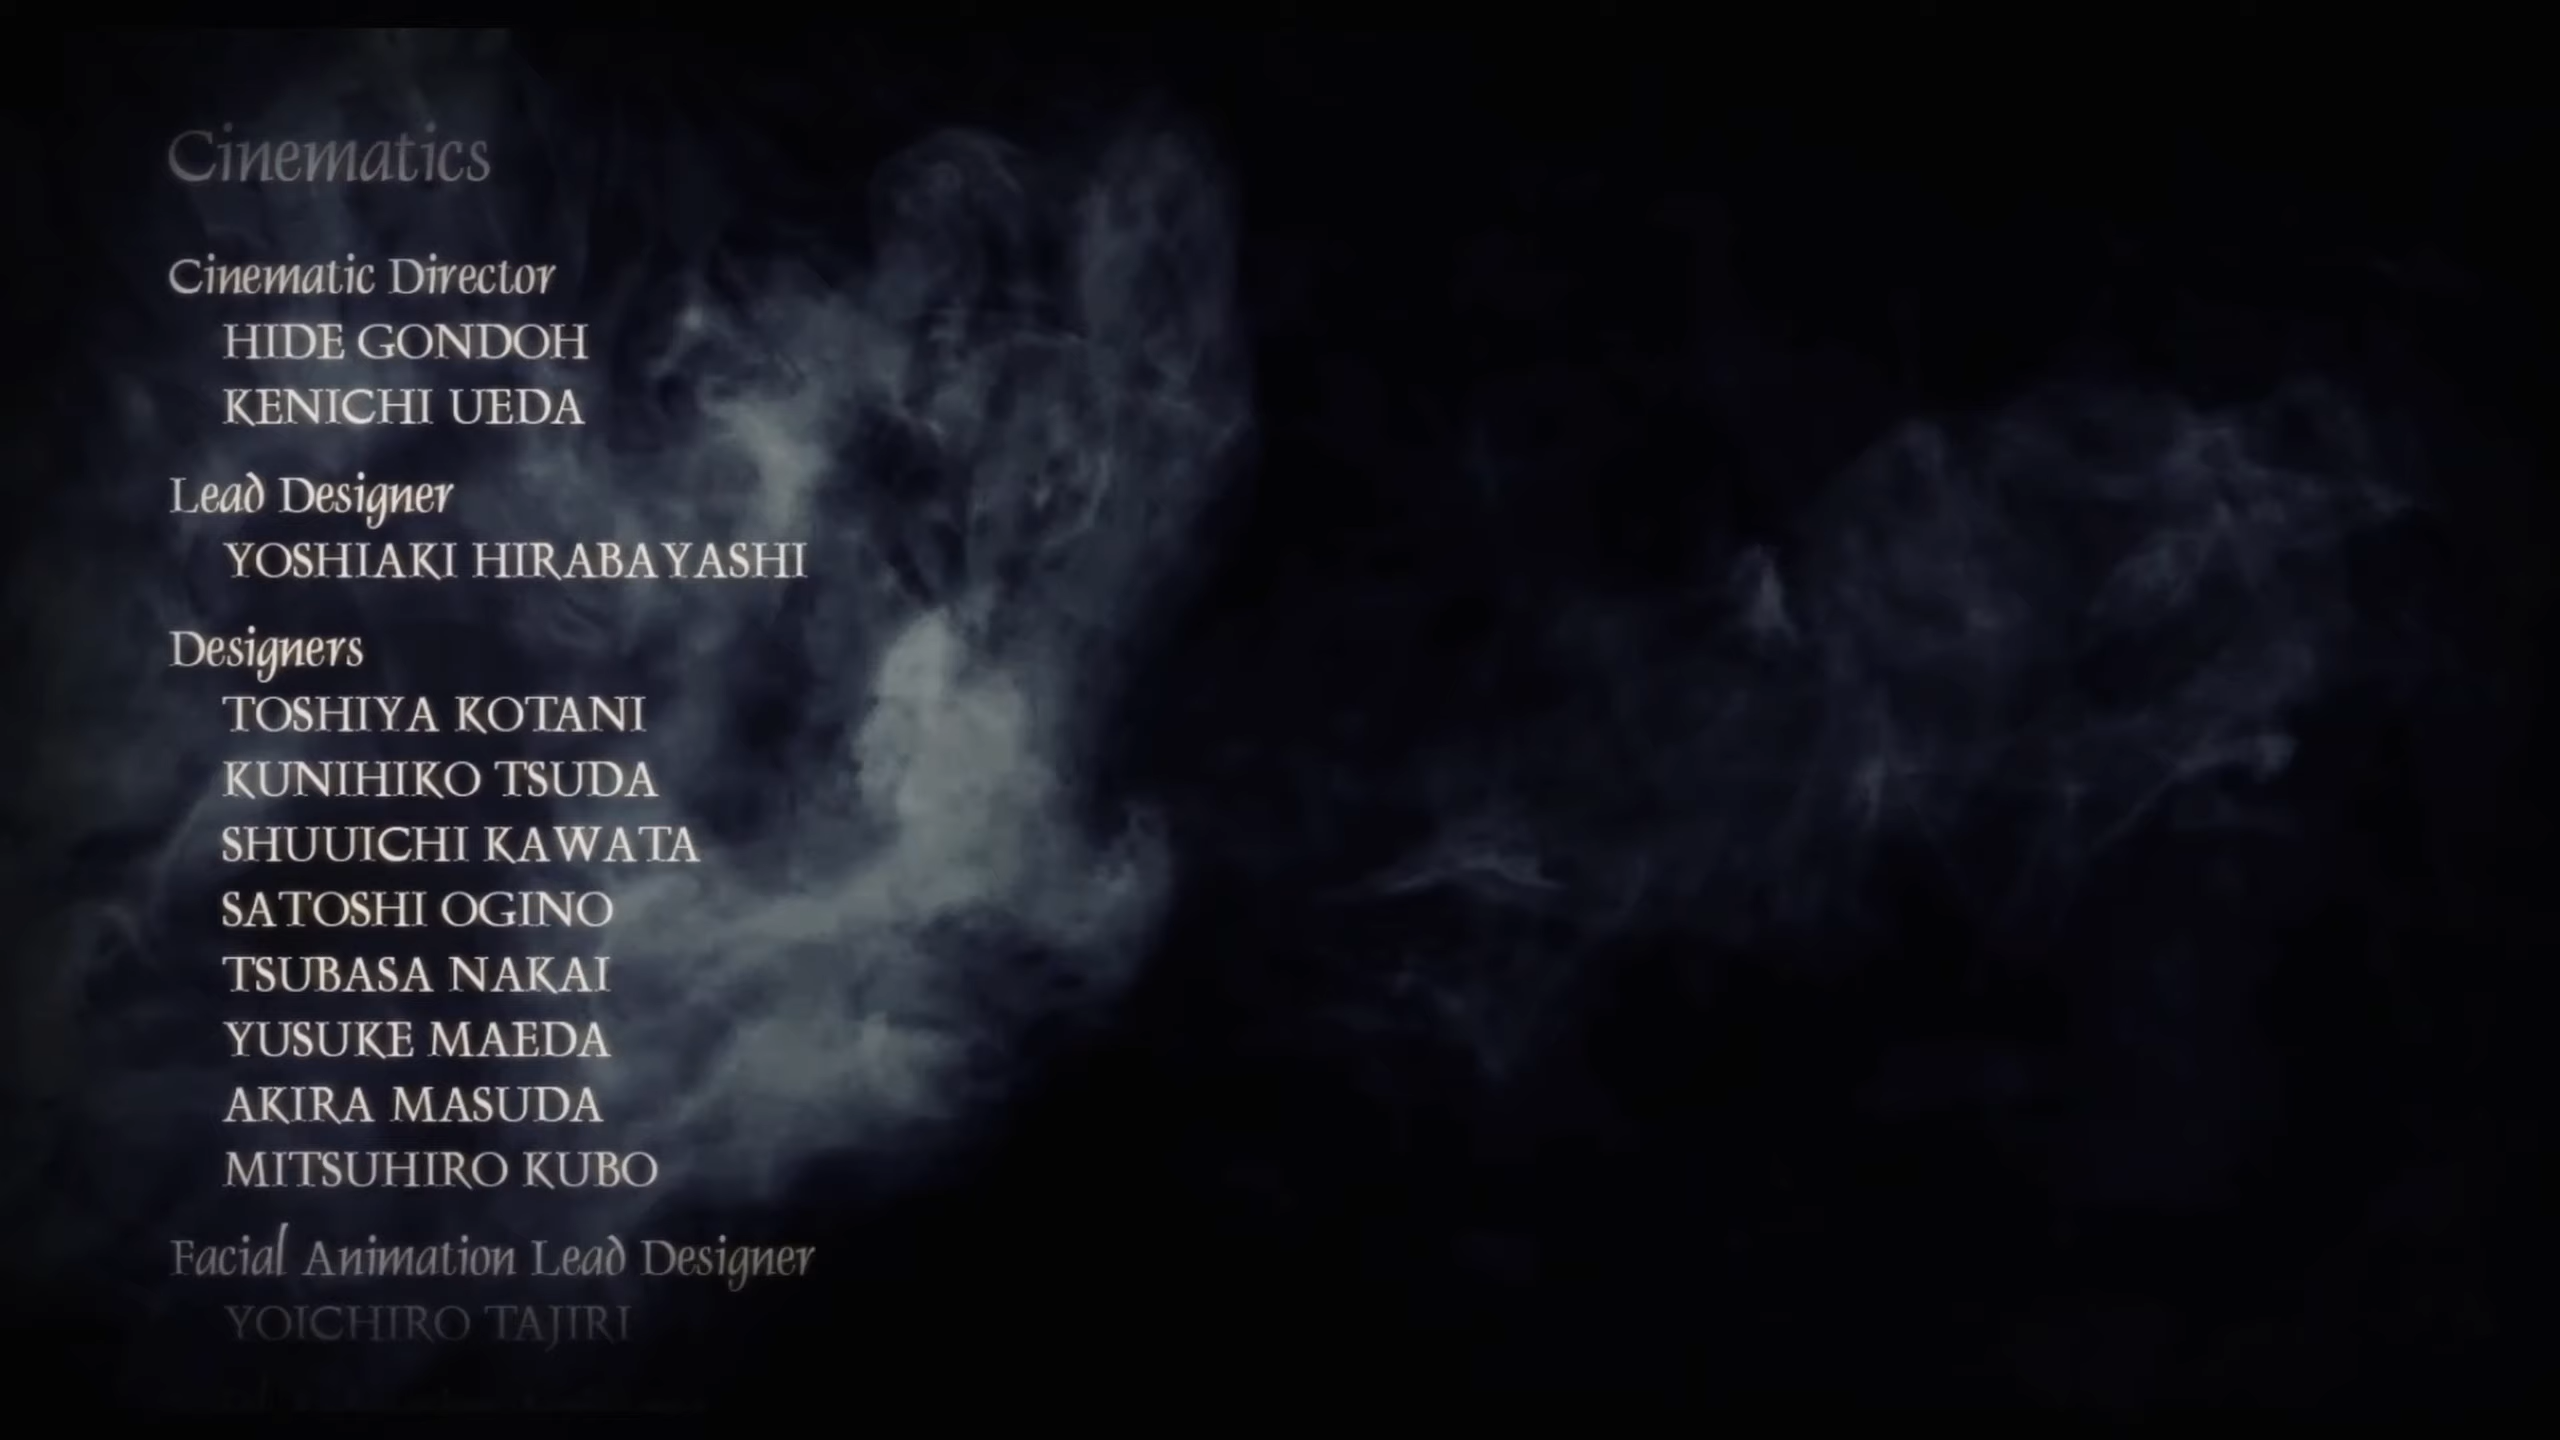 Cinematics
Cinematic Director
HIDE GONDOH
KENICHI UEDA
Lead Designer
YOSHIAKI HIRABAYASHI
Designers
TOSHIYA KOTANI
KUNIHIKO TSUDA
SHUUICHI KAWATA
SATOSHI OGINO
TSUBASA NAKAI
YUSUKE MAEDA
AKIRA MASUDA
MITSUHIRO KUBO
Facial Animation Lead Designer
YOICHIRO TAJIRI